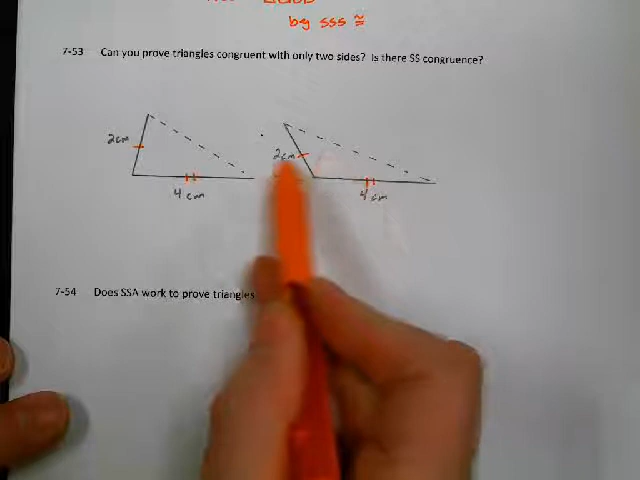 by sss ≅
7-53 Can you prove triangles congruent with only two sides? Is there SS congruence?
2cm
2cm
4 cm
4 cm
7-54 Does SSA work to prove triangles